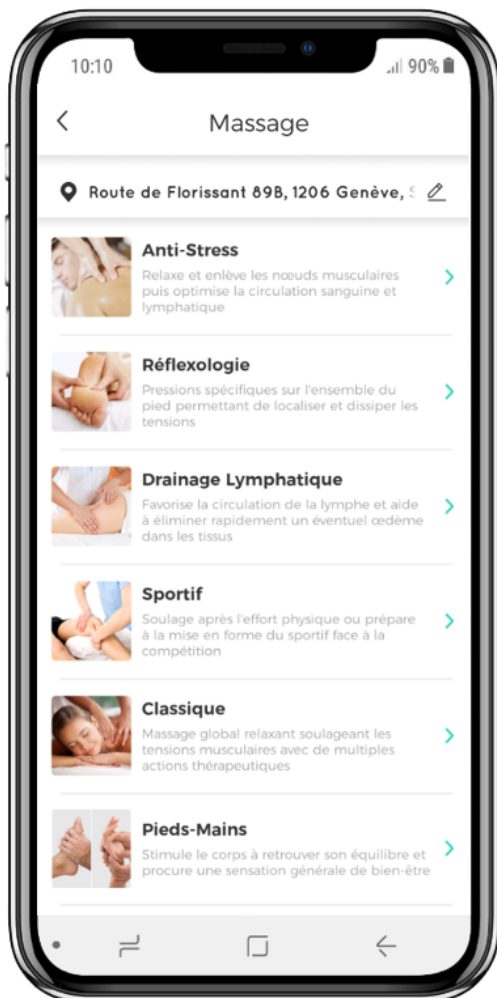 10:10
90%
Massage
Route de Florissant 89B, 1206 Genève, S
Anti-Stress
Relaxe et enlève les nœuds musculaires
puis optimise la circulation sanguine et
lymphatique
Réflexologie
Pressions spécifiques sur l'ensemble du
pied permettant de localiser et dissiper les
tensions
Drainage Lymphatique
Favorise la circulation de la lymphe et aide
à éliminer rapidement un éventuel œdème
dans les tissus
Sportif
Soulage après l'effort physique ou prépare
à la mise en forme du sportif face à la
compétition
Classique
Massage global relaxant soulageant les
tensions musculaires avec de multiples
actions thérapeutiques
Pieds-Mains
Stimule le corps à retrouver son équilibre et
procure une sensation générale de bien-être